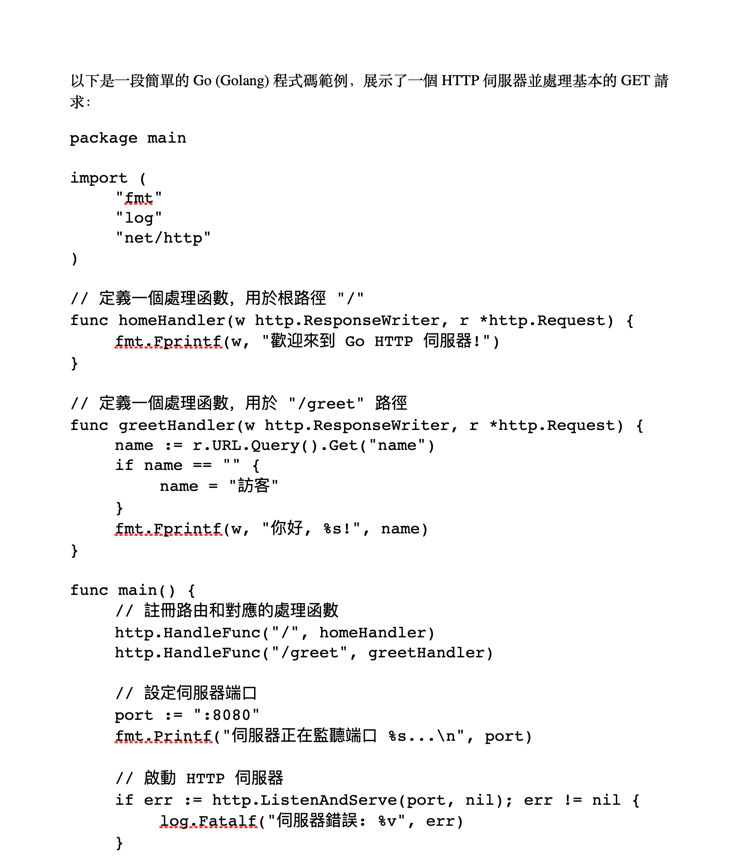 以下是一段簡單的 Go (Golang) 程式碼範例，展示了一個 HTTP 伺服器並處理基本的 GET 請
求：
package main
import (
"fmt"
"log"
"net/http"
)
// 定義一個處理函數，用於根路徑 "/"
func homeHandler(w http.ResponseWriter, r *http.Request) {
fmt.Fprintf(w, "歡迎來到 Go HTTP 伺服器!")
}
// 定義一個處理函數，用於 "/greet" 路徑
func greetHandler(w http.ResponseWriter, r *http.Request) {
name := r.URL.Query().Get("name")
if name == "" {
name = "訪客"
}
fmt.Fprintf(w, "你好, %s!", name)
}
func main() {
// 註冊路由和對應的處理函數
http.HandleFunc("/", homeHandler)
http.HandleFunc("/greet", greetHandler)
// 設定伺服器端口
port := ":8080"
fmt.Printf("伺服器正在監聽端口 %s...\n", port)
// 啟動 HTTP 伺服器
if err := http.ListenAndServe(port, nil); err != nil {
log.Fatalf("伺服器錯誤: %v", err)
}